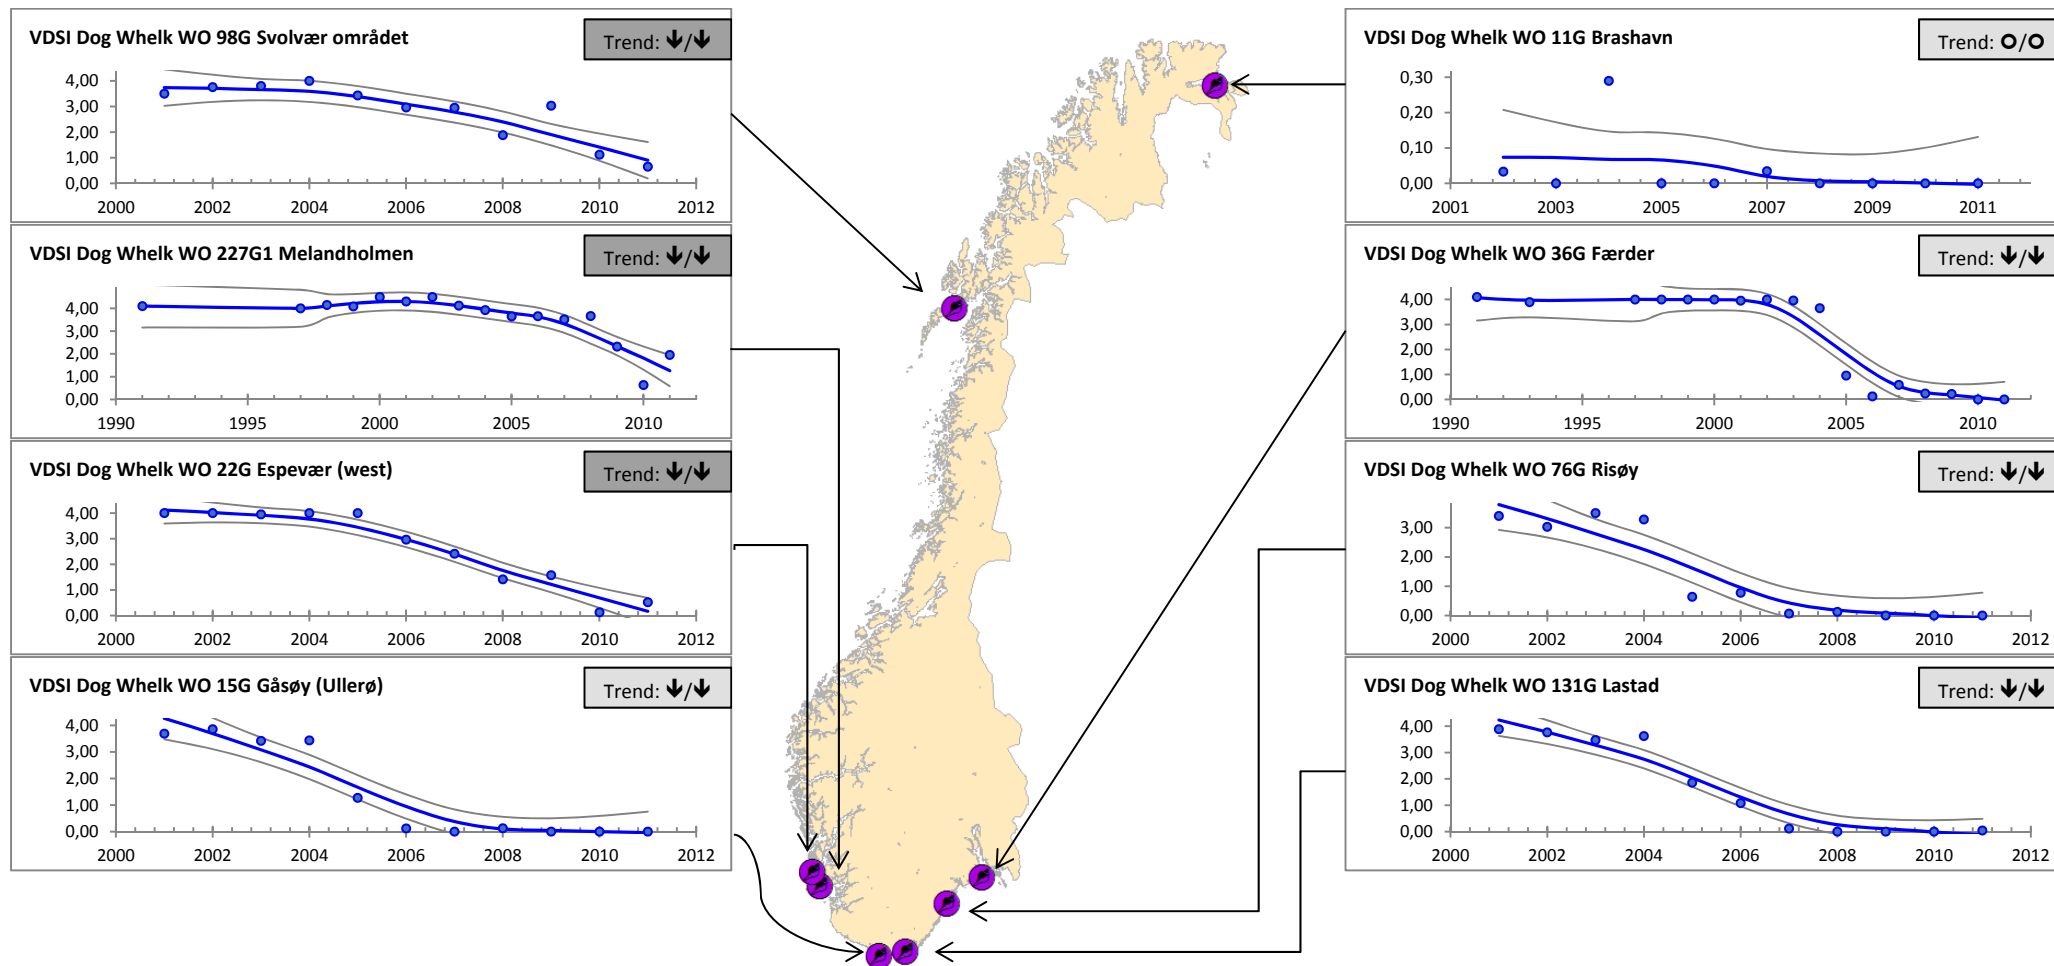 VDSI Dog Whelk WO 98G Svolvær området
Trend: 🡻/🡻
4,00
3,00
2,00
1,00
0,00
2000 2002 2004 2006 2008 2010 2012
VDSI Dog Whelk WO 227G1 Melandholmen
Trend: 🡻/🡻
4,00
3,00
2,00
1,00
0,00
1990 1995 2000 2005 2010
VDSI Dog Whelk WO 22G Espevær (west)
Trend: 🡻/🡻
4,00
3,00
2,00
1,00
0,00
2000 2002 2004 2006 2008 2010 2012
VDSI Dog Whelk WO 15G Gåsøy (Ullerø)
Trend: 🡻/🡻
4,00
3,00
2,00
1,00
0,00
2000 2002 2004 2006 2008 2010 2012
VDSI Dog Whelk WO 11G Brashavn
Trend: O/O
0,30
0,20
0,10
0,00
2001 2003 2005 2007 2009 2011
VDSI Dog Whelk WO 36G Færder
Trend: 🡻/🡻
4,00
3,00
2,00
1,00
0,00
1990 1995 2000 2005 2010
VDSI Dog Whelk WO 76G Risøy
Trend: 🡻/🡻
3,00
2,00
1,00
0,00
2000 2002 2004 2006 2008 2010 2012
VDSI Dog Whelk WO 131G Lastad
Trend: 🡻/🡻
4,00
3,00
2,00
1,00
0,00
2000 2002 2004 2006 2008 2010 2012